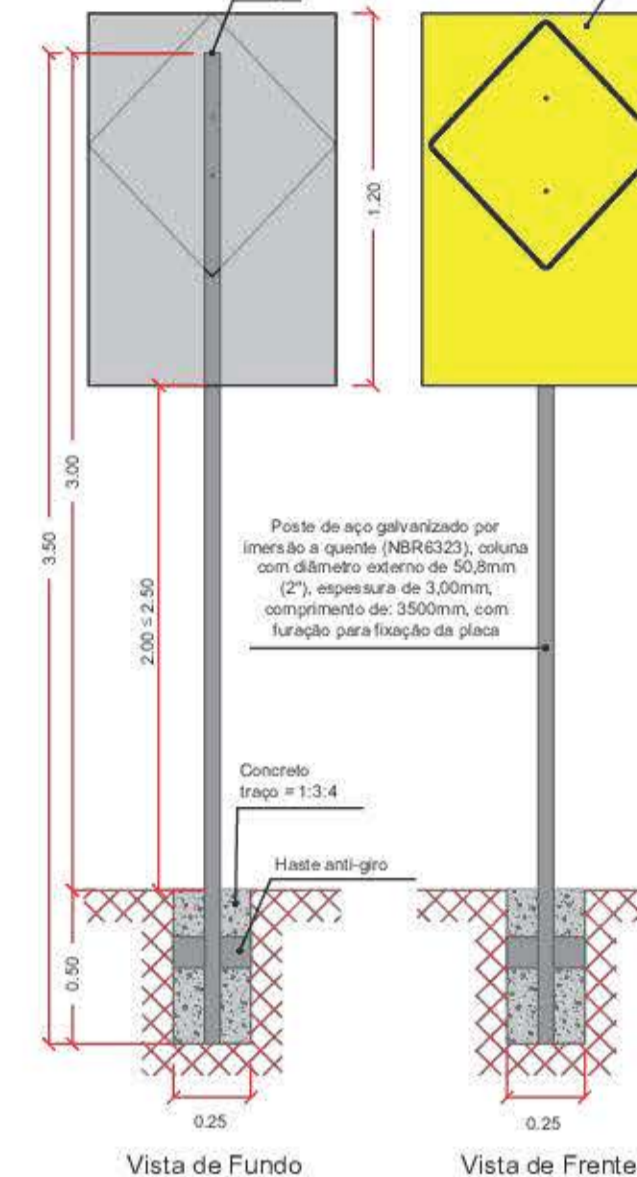 1.20
3.00
3.50
2.00 ≤ 2.50
Poste de aço galvanizado por
imersão a quente (NBR6323), coluna
com diâmetro externo de 50,8mm
(2"), espessura de 3,00mm,
comprimento de: 3500mm, com
furação para fixação da placa
Concreto
traço = 1:3:4
Haste anti-giro
0.50
0.25
0.25
Vista de Fundo
Vista de Frente